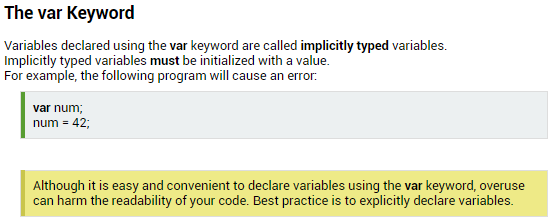 The var Keyword
Variables declared using the var keyword are called implicitly typed variables.
Implicitly typed variables must be initialized with a value.
For example, the following program will cause an error:
var num;
num = 42;
Although it is easy and convenient to declare variables using the var keyword, overuse
can harm the readability of your code. Best practice is to explicitly declare variables.